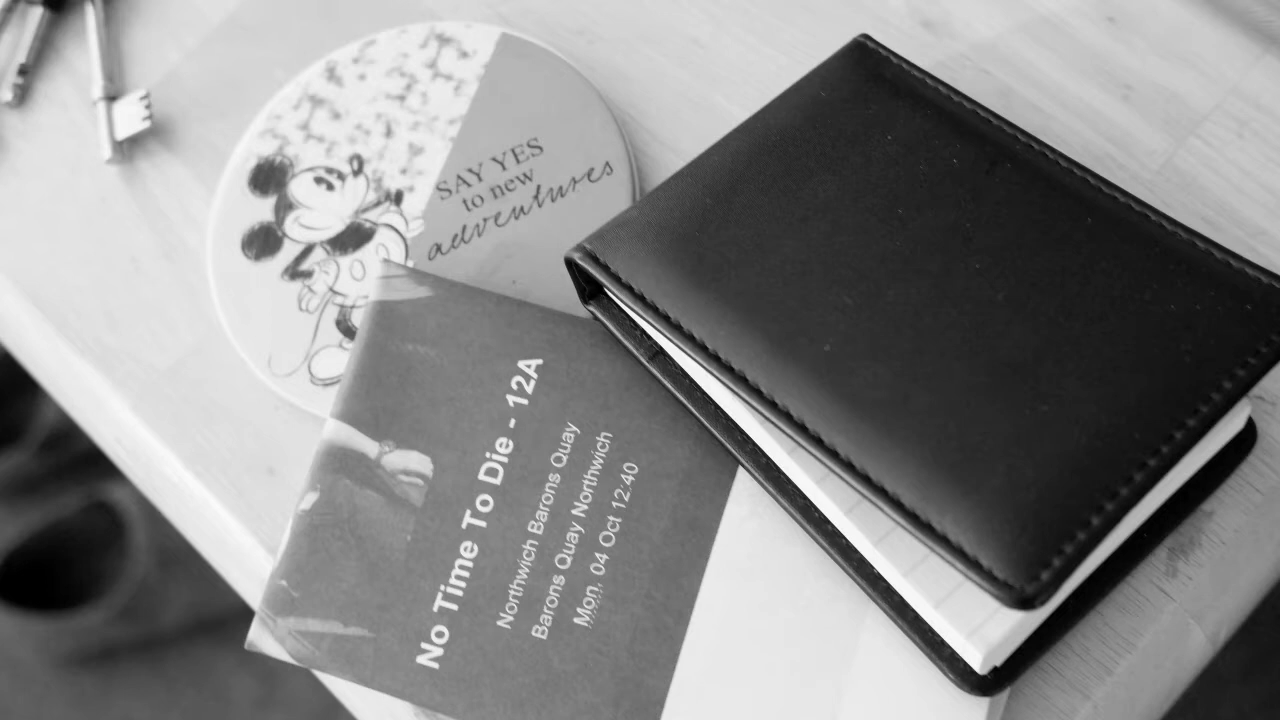 SAY YES
to new
adventures
No Time To Die - 12A
Northwich Barons Quay
Barons Quay Northwich
Mon, 04 Oct 12:40